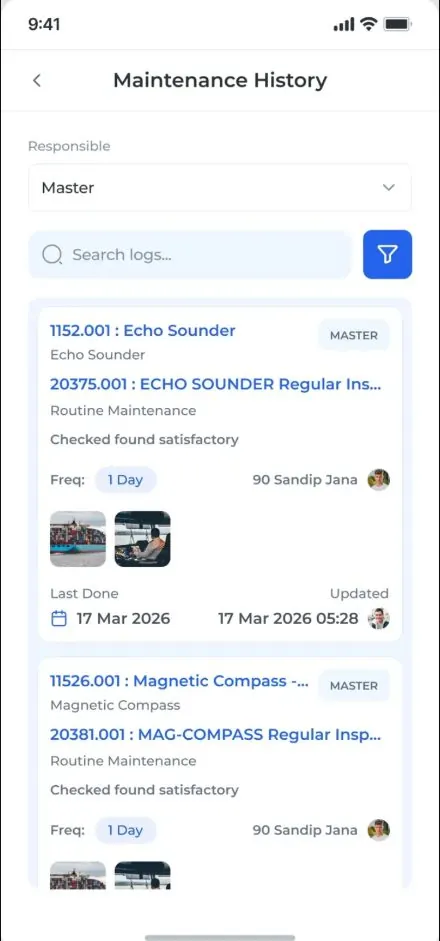 9:41
Maintenance History
Responsible
Master
Search logs...
1152.001 : Echo Sounder
MASTER
Echo Sounder
20375.001 : ECHO SOUNDER Regular Ins...
Routine Maintenance
Checked found satisfactory
Freq: 1 Day 90 Sandip Jana
Last Done Updated
17 Mar 2026 17 Mar 2026 05:28
11526.001 : Magnetic Compass -...
MASTER
Magnetic Compass
20381.001 : MAG-COMPASS Regular Insp...
Routine Maintenance
Checked found satisfactory
Freq: 1 Day 90 Sandip Jana